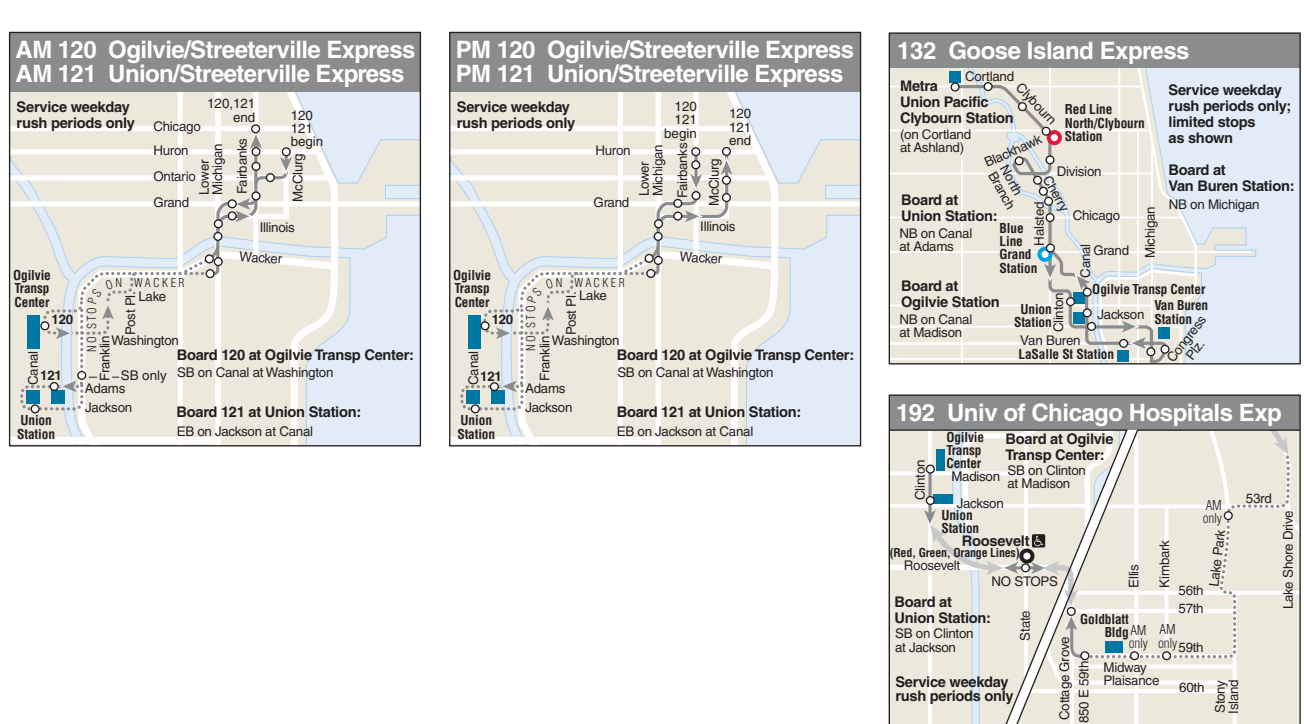 AM 120 Ogilvie/Streeterville Express
AM 121 Union/Streeterville Express
Service weekday
rush periods only
120,121
end
120
121
begin
Chicago
Huron
Ontario
Grand
Lower
Michigan
Fairbanks
McClurg
Illinois
Wacker
Ogilvie
Transp
Center
NO STOPS ON WACKER
Lake
Post Pl
120
Washington
Franklin
Canal
121
SB only
Adams
Jackson
Union
Station
Board 120 at Ogilvie Transp Center:
SB on Canal at Washington
Board 121 at Union Station:
EB on Jackson at Canal
PM 120 Ogilvie/Streeterville Express
PM 121 Union/Streeterville Express
Service weekday
rush periods only
120
121
begin
120
121
end
Huron
Grand
Lower
Michigan
Fairbanks
McClurg
Illinois
Wacker
Ogilvie
Transp
Center
NO STOPS ON WACKER
Lake
Post Pl
120
Washington
Franklin
Canal
121
Adams
Jackson
Union
Station
Board 120 at Ogilvie Transp Center:
SB on Canal at Washington
Board 121 at Union Station:
EB on Jackson at Canal
132 Goose Island Express
Metra
Union Pacific
Clybourn Station
(on Cortland
at Ashland)
Cortland
Clybourn
Red Line
North/Clybourn
Station
Service weekday
rush periods only;
limited stops
as shown
Blackhawk
North
Branch
Cherry
Division
Board at
Van Buren Station:
NB on Michigan
Board at
Union Station:
NB on Canal
at Adams
Blue
Line
Grand
Station
Halsted
Chicago
Canal
Grand
Michigan
Board at
Ogilvie Station
NB on Canal
at Madison
Ogilvie Transp Center
Union
Station
Clinton
Jackson
Van Buren
Station
Van Buren
LaSalle St Station
Congress
Plz.
192 Univ of Chicago Hospitals Exp
Ogilvie
Transp
Center
Madison
Clinton
Board at Ogilvie
Transp Center:
SB on Clinton
at Madison
Jackson
Union
Station
Roosevelt
(Red, Green, Orange Lines)
Roosevelt
NO STOPS
State
Board at
Union Station:
SB on Clinton
at Jackson
Service weekday
rush periods only
AM
only
53rd
Lake Park
Lake Shore Drive
Ellis
Kimbark
56th
57th
Goldblatt
Bldg
AM
only
AM
only
59th
Midway
Plaisance
60th
Cottage Grove
850 E 59th
Stony
Island